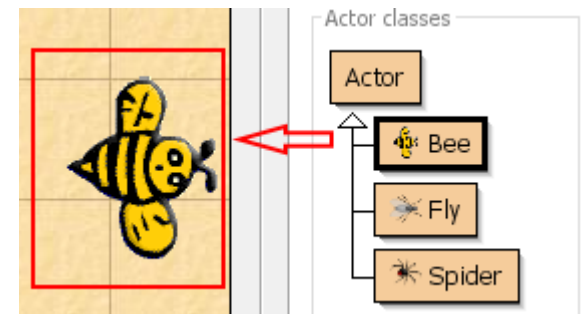 Actor classes
Actor
Bee
Fly
Spider